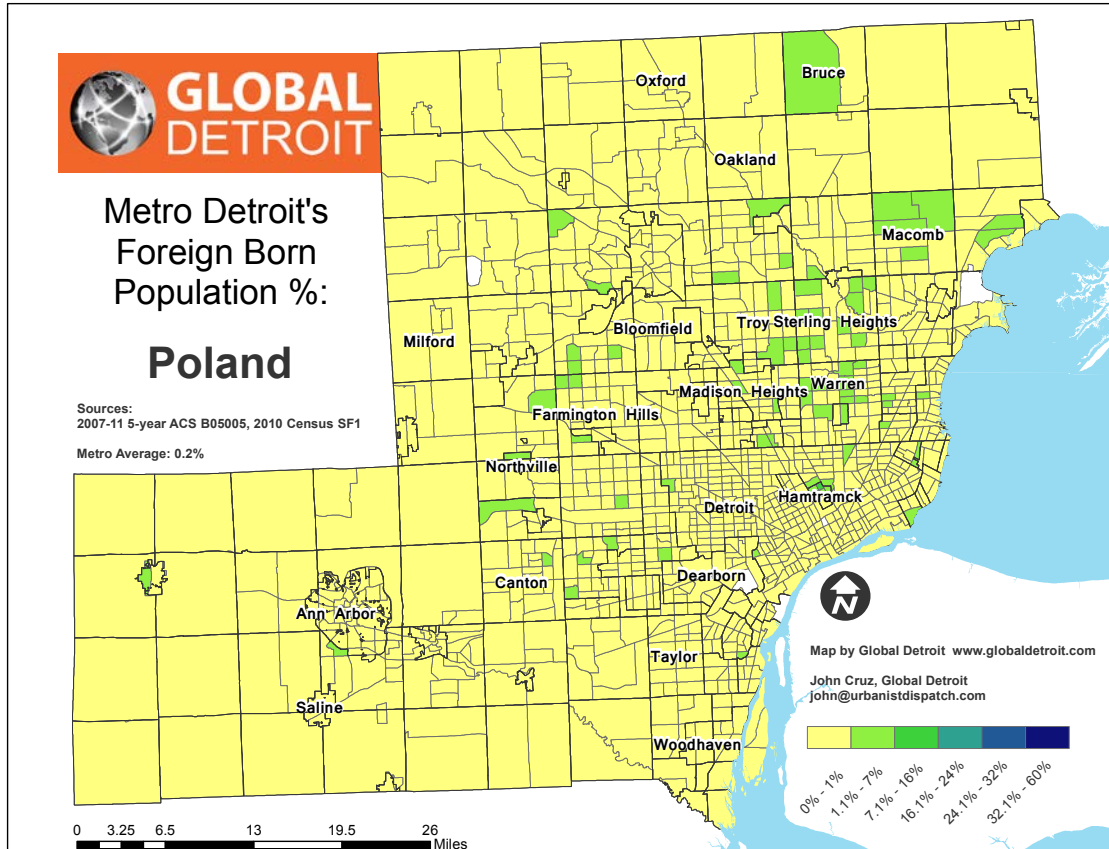 GLOBAL
DETROIT
Metro Detroit's
Foreign Born
Population %:
Poland
Sources:
2007-11 5-year ACS B05005, 2010 Census SF1
Metro Average: 0.2%
Oxford
Bruce
Oakland
Macomb
Milford
Bloomfield
Troy
Sterling Heights
Madison Heights
Warren
Farmington Hills
Northville
Detroit
Hamtramck
Canton
Dearborn
Ann Arbor
Taylor
Saline
Woodhaven
N
Map by Global Detroit www.globaldetroit.com
John Cruz, Global Detroit
john@urbanistdispatch.com
0% - 1%
1.1% - 7%
7.1% - 16%
16.1% - 24%
24.1% - 32%
32.1% - 60%
0 3.25 6.5 13 19.5 26
Miles